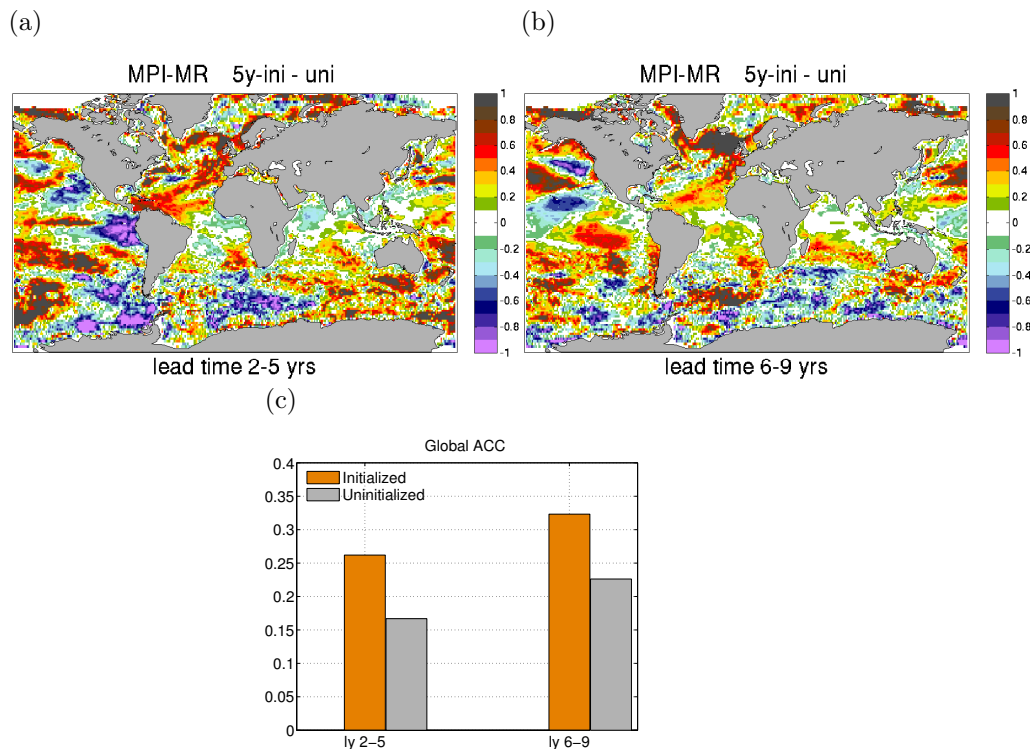 (a)
(b)
MPI-MR 5y-ini - uni
MPI-MR 5y-ini - uni
1
0.8
0.6
0.4
0.2
0
-0.2
-0.4
-0.6
-0.8
-1
1
0.8
0.6
0.4
0.2
0
-0.2
-0.4
-0.6
-0.8
-1
lead time 2-5 yrs
lead time 6-9 yrs
(c)
Global ACC
0.4
0.35
0.3
0.25
0.2
0.15
0.1
0.05
0
Initialized
Uninitialized
ly 2−5
ly 6−9